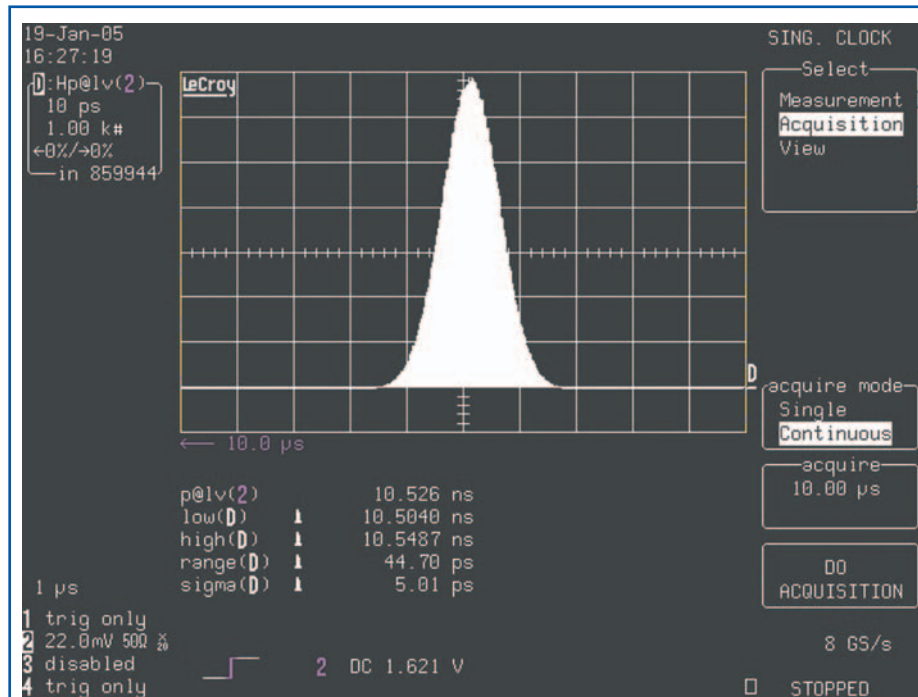 19-Jan-05
16:27:19
SING. CLOCK
D:Hp@lv(2)
10 ps
1.00 k#
←0%/→0%
in 859944
LeCroy
Select
Measurement
Acquisition
View
D
acquire mode
Single
Continuous
← 10.0 µs
acquire
10.00 µs
p@lv(2) 10.526 ns
low(D) 10.5040 ns
high(D) 10.5487 ns
range(D) 44.70 ps
sigma(D) 5.01 ps
DO
ACQUISITION
1 µs
1 trig only
2 22.0mV 50Ω X20
3 disabled
4 trig only
2 DC 1.621 V
8 GS/s
STOPPED